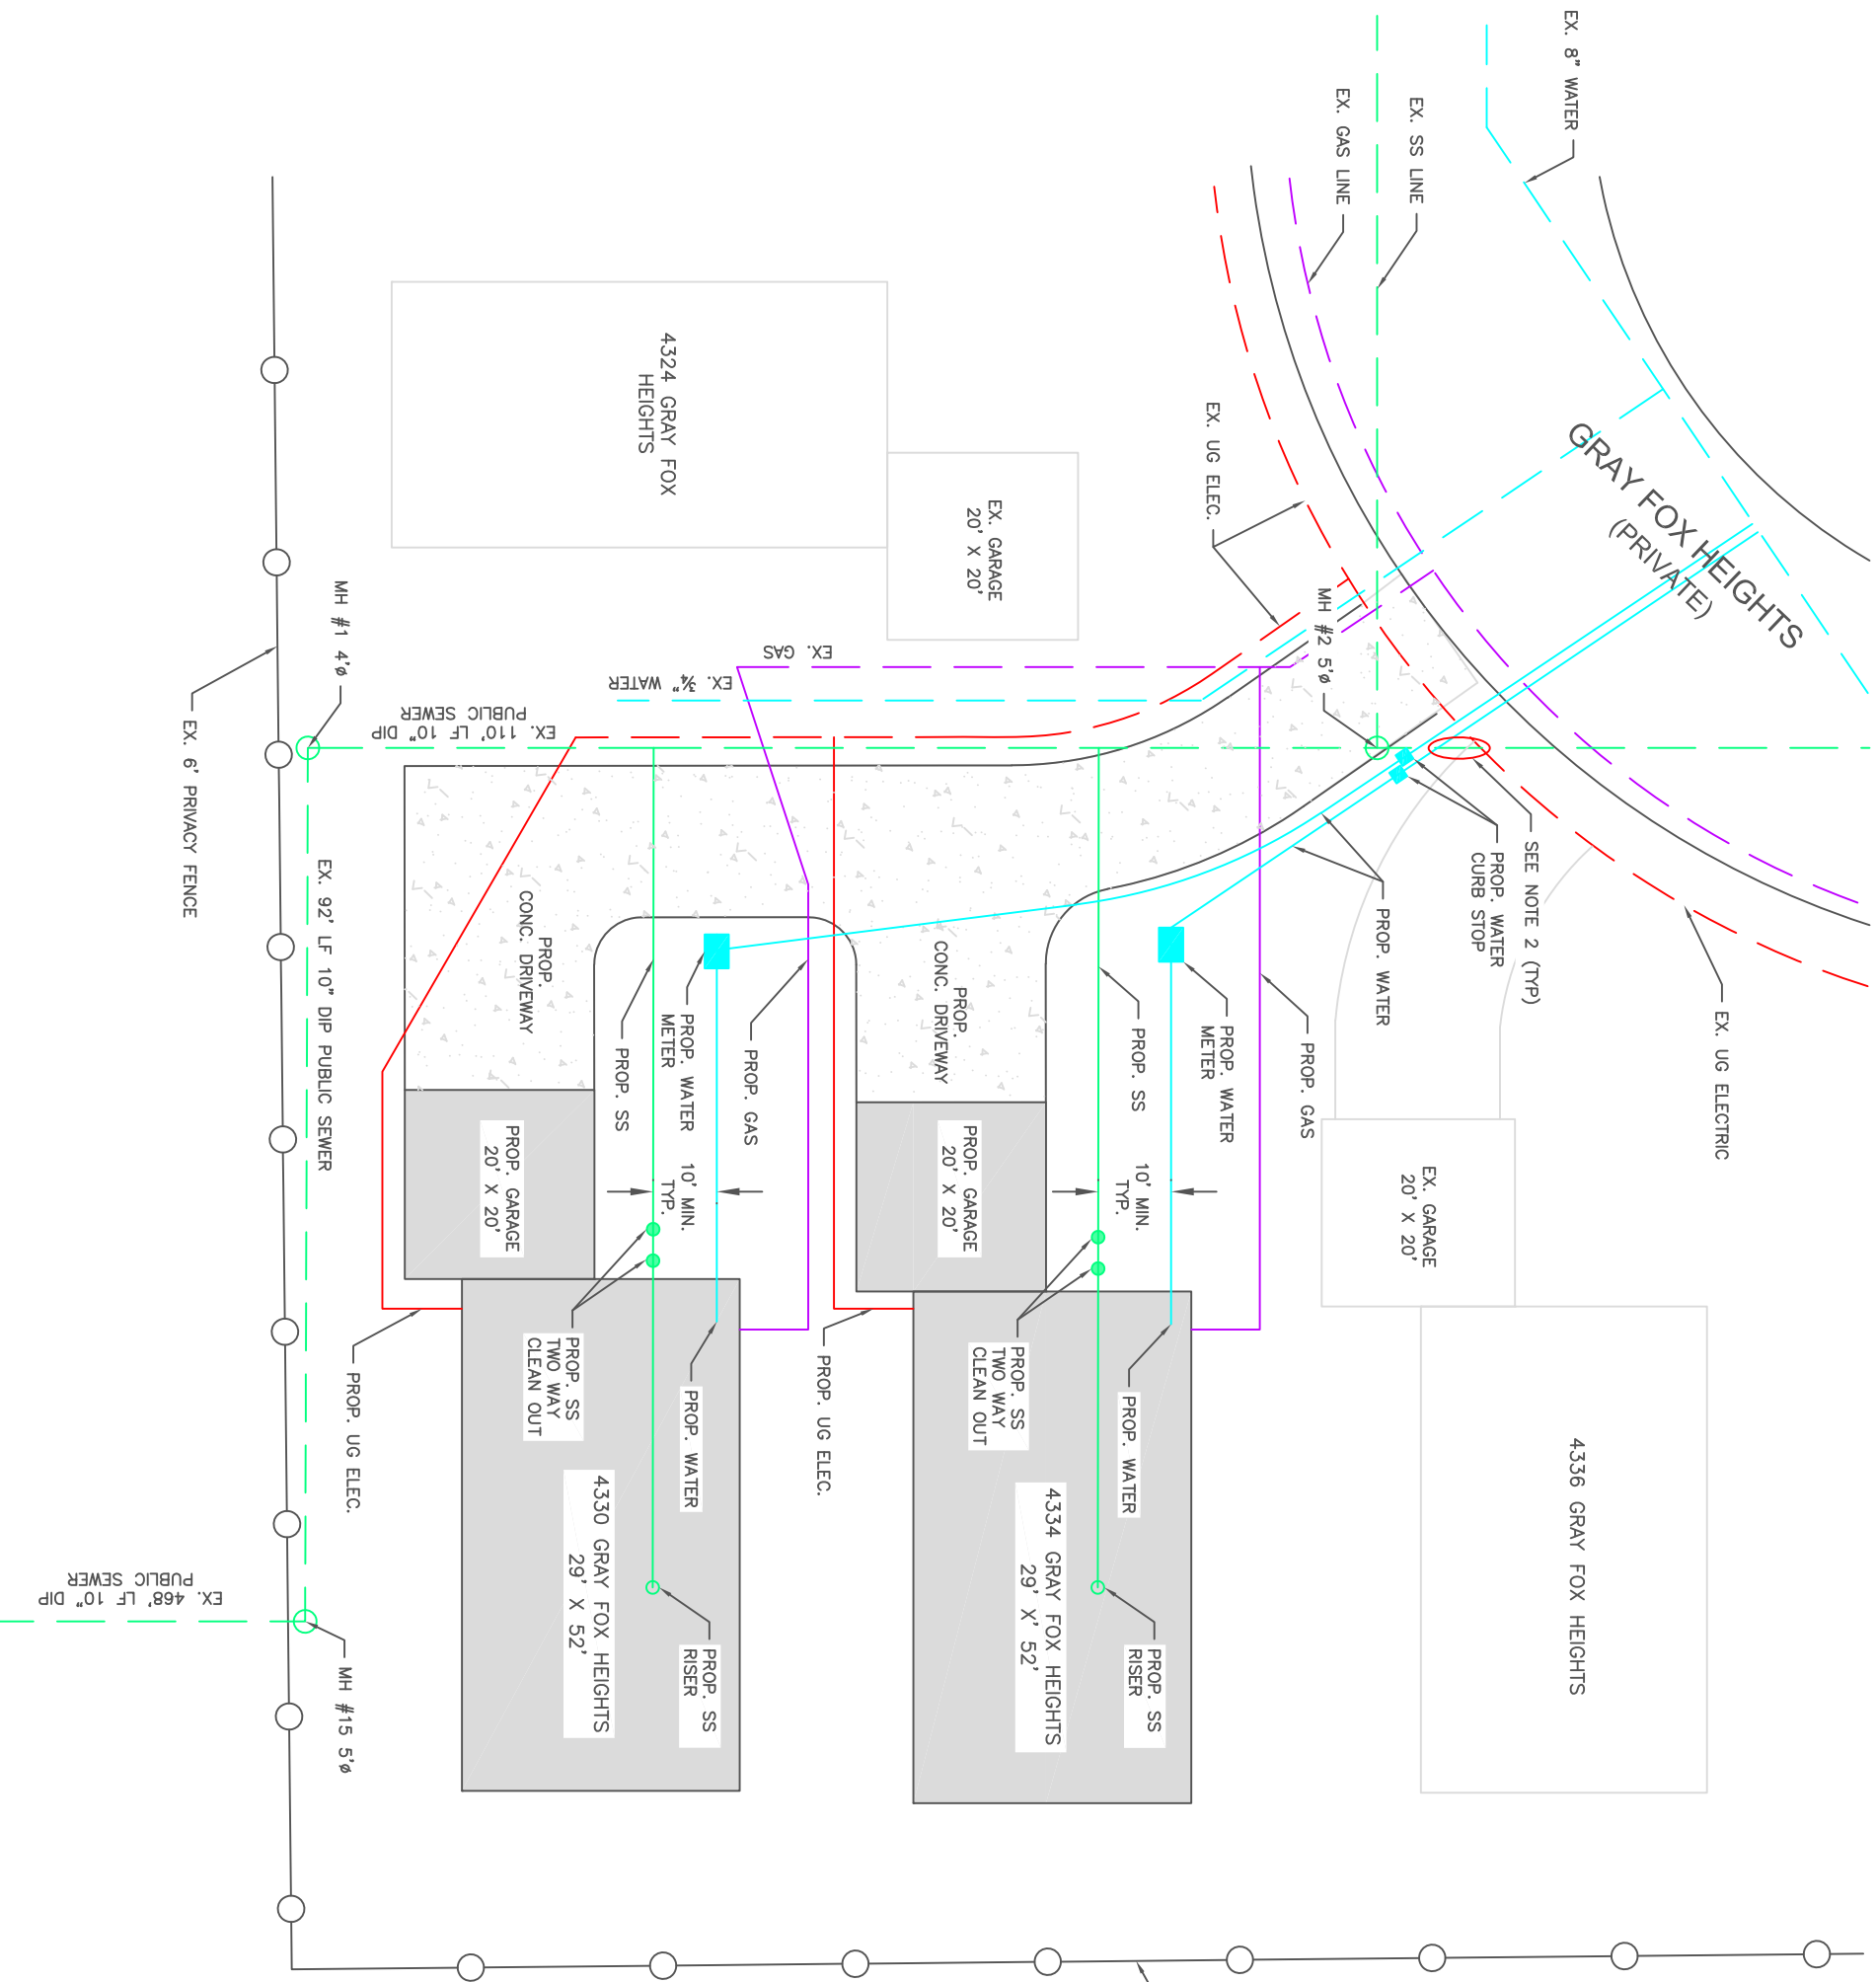 EX. 8" WATER
EX. GAS LINE
EX. SS LINE
GRAY FOX HEIGHTS
(PRIVATE)
4324 GRAY FOX
HEIGHTS
EX. GARAGE
20' X 20'
EX. UG ELEC.
MH #2 5'ø
MH #1 4'ø
EX. GAS
EX. ¾" WATER
EX. 110' LF 10" DIP
PUBLIC SEWER
EX. 6' PRIVACY FENCE
EX. 92' LF 10" DIP PUBLIC SEWER
SEE NOTE 2 (TYP)
PROP. WATER
CURB STOP
PROP. WATER
EX. UG ELECTRIC
PROP.
CONC. DRIVEWAY
PROP.
CONC. DRIVEWAY
PROP. SS
PROP. WATER
METER
PROP. GAS
PROP. SS
PROP. WATER
METER
PROP. GAS
PROP. GARAGE
20' X 20'
10' MIN.
TYP.
PROP. GARAGE
20' X 20'
10' MIN.
TYP.
EX. GARAGE
20' X 20'
PROP. UG ELEC.
PROP. SS
TWO WAY
CLEAN OUT
PROP. WATER
PROP. UG ELEC.
PROP. SS
TWO WAY
CLEAN OUT
PROP. WATER
4330 GRAY FOX HEIGHTS
29' X 52'
4334 GRAY FOX HEIGHTS
29' X' 52'
4336 GRAY FOX HEIGHTS
PROP. SS
RISER
PROP. SS
RISER
EX. 468' LF 10" DIP
PUBLIC SEWER
MH #15 5'ø